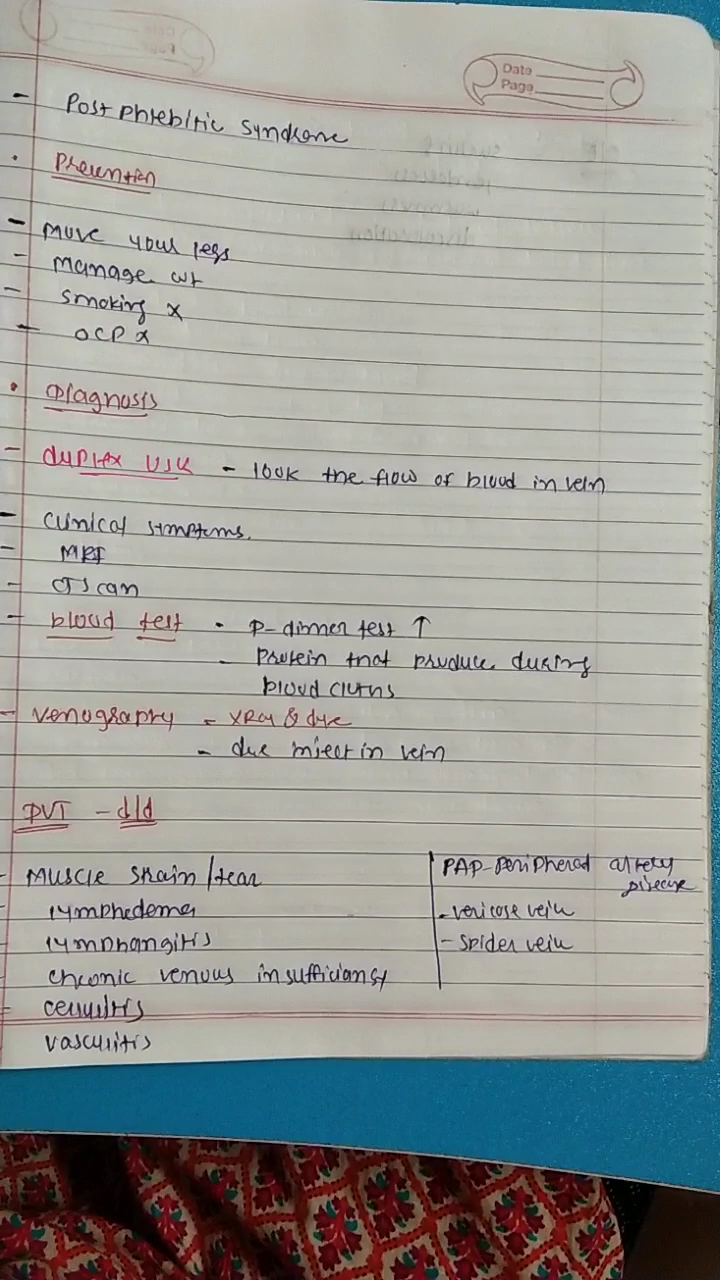 Date
Page
- Post phlebitic syndrome
• Prevention
- move your legs
- manage wt
- smoking x
- OCP x
• Diagnosis
- duplex USG - look the flow of blood in vein
- clinical symptoms.
- MRI
- CT scan
- blood test • D-dimer test ↑
- Protein that produce during
blood cloths
- venography - XRay & dye
- dye inject in vein
DVT - d/d
- muscle strain/tear
lymphedema
lymphangitis
chronic venous insufficiansy
- cellulitis
vasculitis
PAP-peripheral artery
disease
- vericose vein
- spider vein